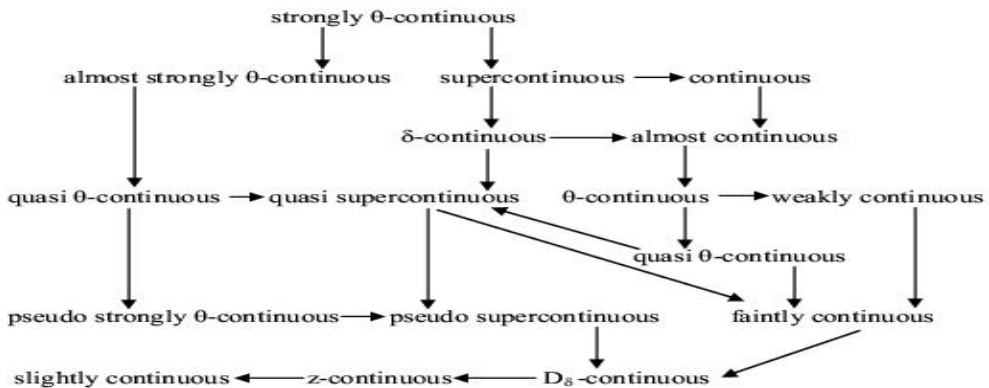 strongly θ-continuous
almost strongly θ-continuous supercontinuous continuous
δ-continuous almost continuous
quasi θ-continuous quasi supercontinuous θ-continuous weakly continuous
quasi θ-continuous
pseudo strongly θ-continuous pseudo supercontinuous faintly continuous
slightly continuous z-continuous D_δ-continuous